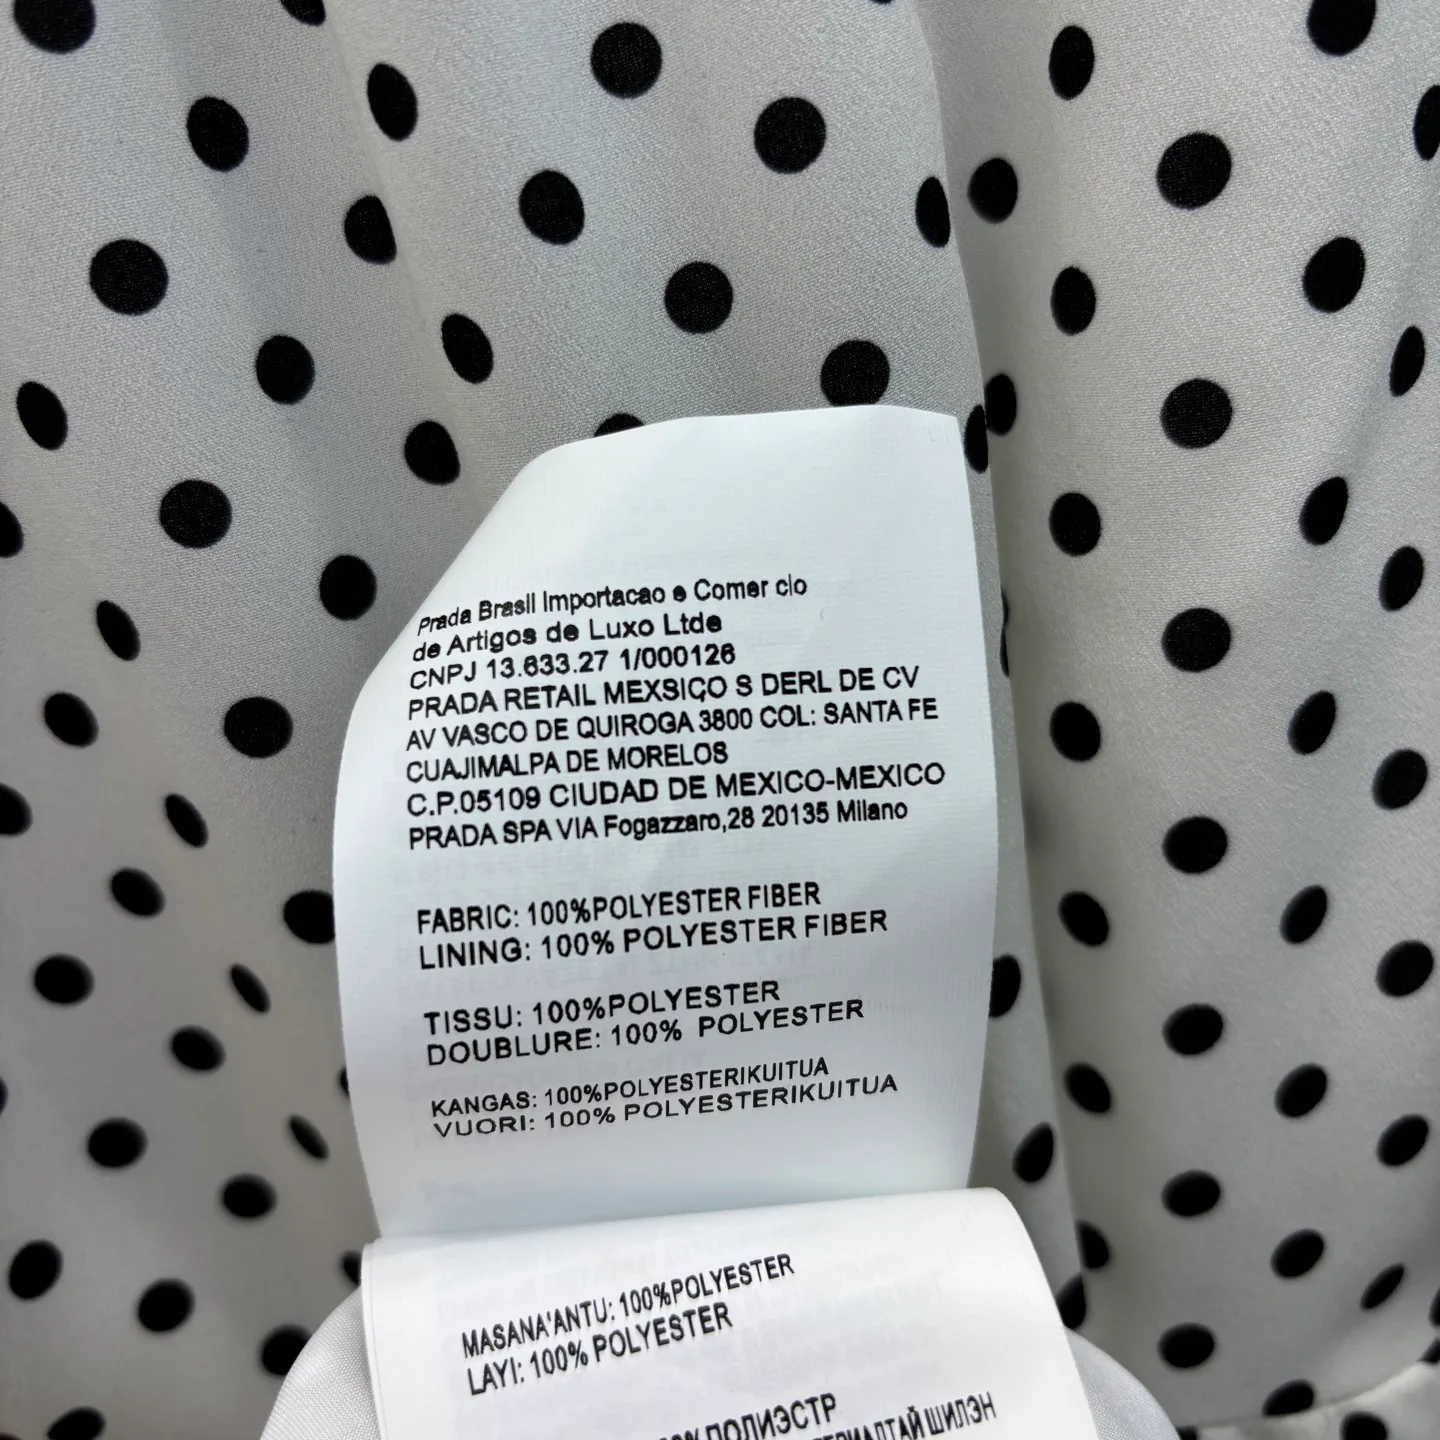 Prada Brasil Importacao e Comer cio
de Artigos de Luxo Ltde
CNPJ 13.633.27 1/000126
PRADA RETAIL MEXSIÇO S DERL DE CV
AV VASCO DE QUIROGA 3800 COL: SANTA FE
CUAJIMALPA DE MORELOS
C.P.05109 CIUDAD DE MEXICO-MEXICO
PRADA SPA VIA Fogazzaro,28 20135 Milano
FABRIC: 100%POLYESTER FIBER
LINING: 100% POLYESTER FIBER
TISSU: 100%POLYESTER
DOUBLURE: 100% POLYESTER
KANGAS: 100%POLYESTERIKUITUA
VUORI: 100% POLYESTERIKUITUA
MASANA'ANTU: 100%POLYESTER
LAYI: 100% POLYESTER
ПОЛИЭСТР
ШИЛЭН